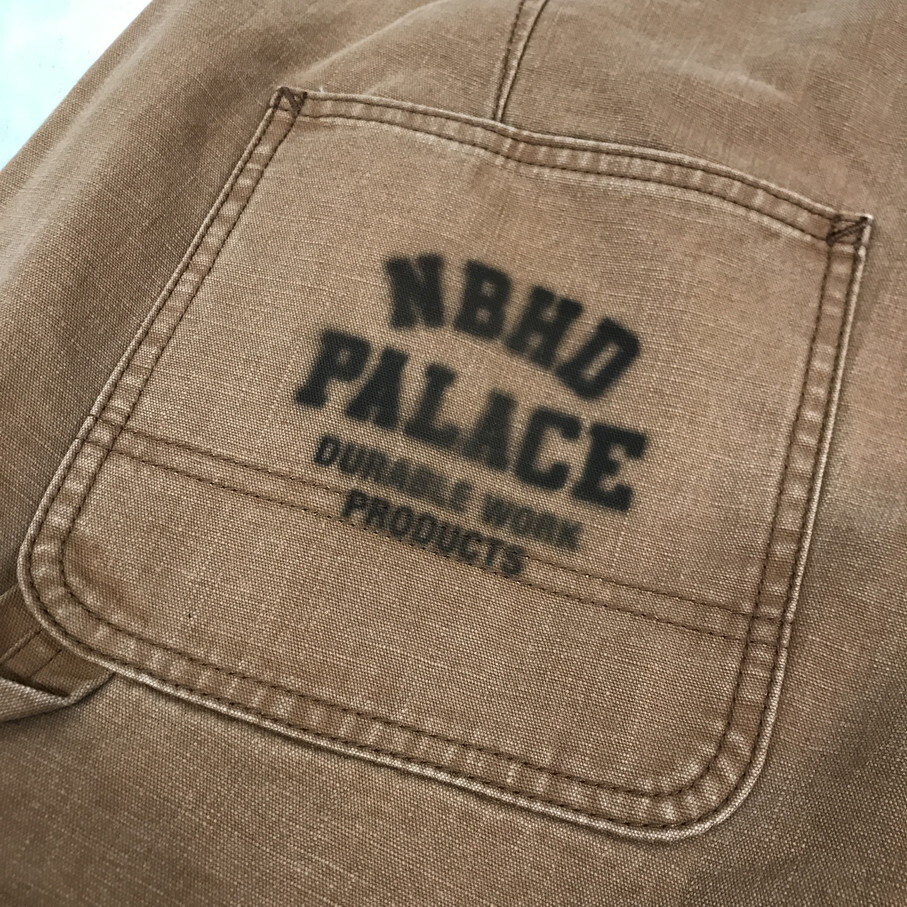 NBHD
PALACE
DURABLE WORK
PRODUCTS